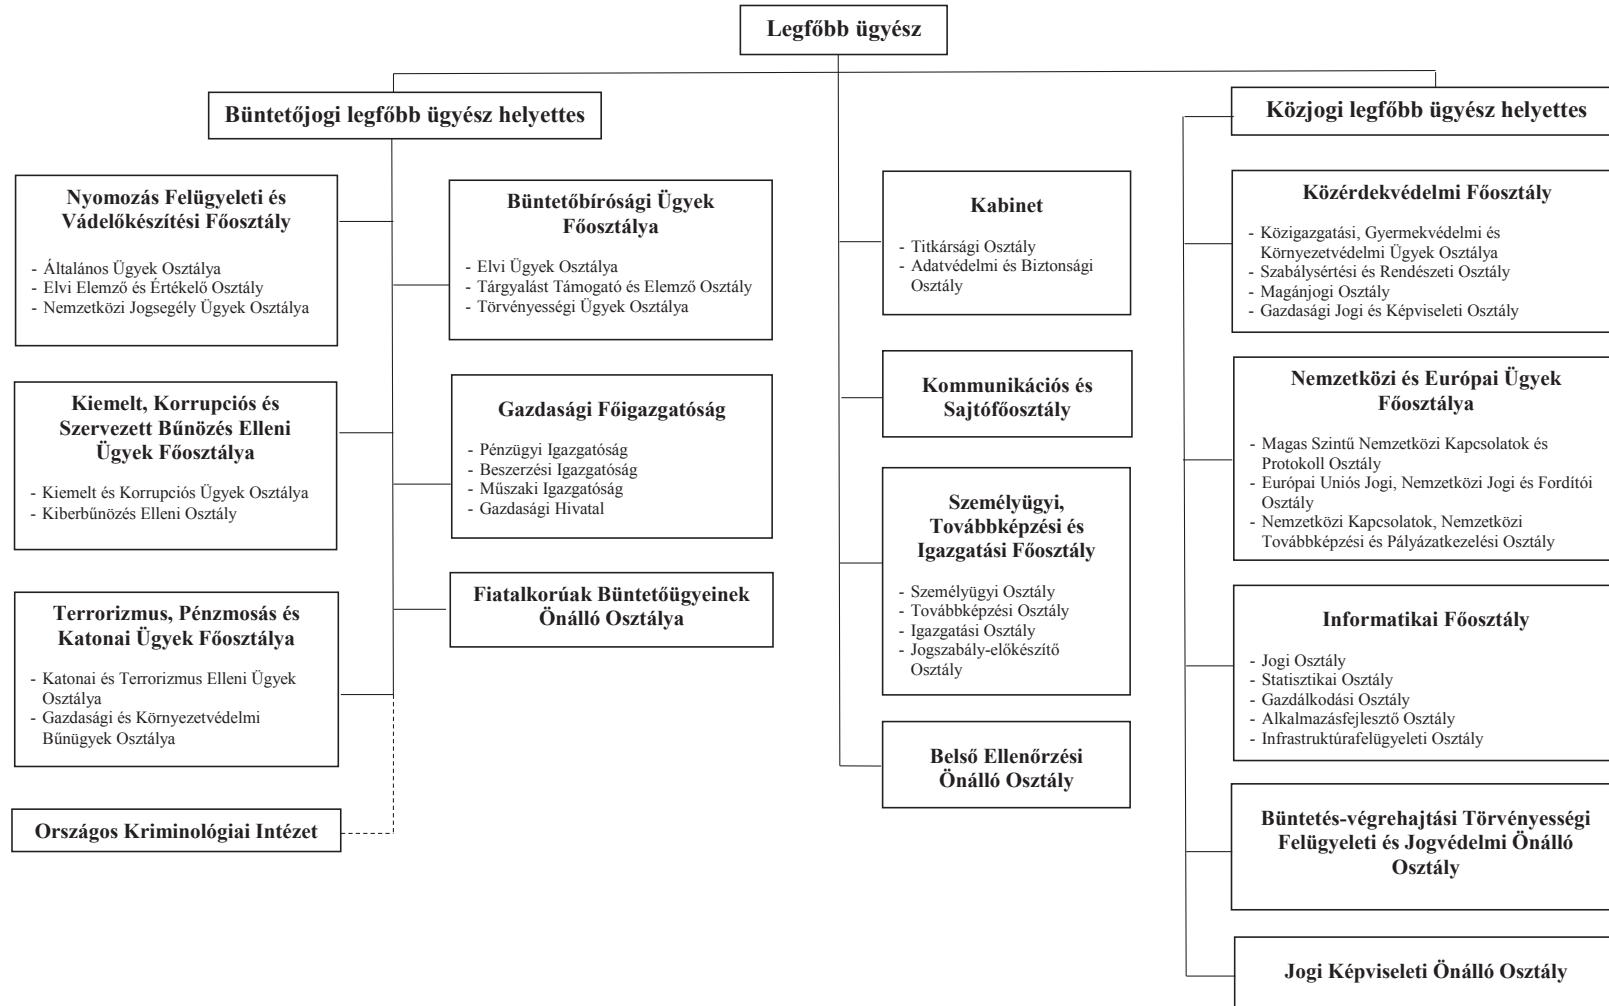 Legfőbb ügyész
Büntetőjogi legfőbb ügyész helyettes
Közjogi legfőbb ügyész helyettes
Nyomozás Felügyeleti és
Vádelőkészítési Főosztály
- Általános Ügyek Osztálya
- Elvi Elemző és Értékelő Osztály
- Nemzetközi Jogsegély Ügyek Osztálya
Kiemelt, Korrupciós és
Szervezett Bűnözés Elleni
Ügyek Főosztálya
- Kiemelt és Korrupciós Ügyek Osztálya
- Kiberbűnözés Elleni Osztály
Terrorizmus, Pénzmosás és
Katonai Ügyek Főosztálya
- Katonai és Terrorizmus Elleni Ügyek
Osztálya
- Gazdasági és Környezetvédelmi
Bűnügyek Osztálya
Országos Kriminológiai Intézet
Büntetőbírósági Ügyek
Főosztálya
- Elvi Ügyek Osztálya
- Tárgyalást Támogató és Elemző Osztály
- Törvényességi Ügyek Osztálya
Gazdasági Főigazgatóság
- Pénzügyi Igazgatóság
- Beszerzési Igazgatóság
- Műszaki Igazgatóság
- Gazdasági Hivatal
Fiatalkorúak Büntetőügyeinek
Önálló Osztálya
Kabinet
- Titkársági Osztály
- Adatvédelmi és Biztonsági
Osztály
Kommunikációs és
Sajtófőosztály
Személyügyi,
Továbbképzési és
Igazgatási Főosztály
- Személyügyi Osztály
- Továbbképzési Osztály
- Igazgatási Osztály
- Jogszabály-előkészítő
Osztály
Belső Ellenőrzési
Önálló Osztály
Közérdekvédelmi Főosztály
- Közigazgatási, Gyermekvédelmi és
Környezetvédelmi Ügyek Osztálya
- Szabálysértési és Rendészeti Osztály
- Magánjogi Osztály
- Gazdasági Jogi és Képviseleti Osztály
Nemzetközi és Európai Ügyek
Főosztálya
- Magas Szintű Nemzetközi Kapcsolatok és
Protokoll Osztály
- Európai Uniós Jogi, Nemzetközi Jogi és Fordítói
Osztály
- Nemzetközi Kapcsolatok, Nemzetközi
Továbbképzési és Pályázatkezelési Osztály
Informatikai Főosztály
- Jogi Osztály
- Statisztikai Osztály
- Gazdálkodási Osztály
- Alkalmazásfejlesztő Osztály
- Infrastruktúrafelügyeleti Osztály
Büntetés-végrehajtási Törvényességi
Felügyeleti és Jogvédelmi Önálló
Osztály
Jogi Képviseleti Önálló Osztály